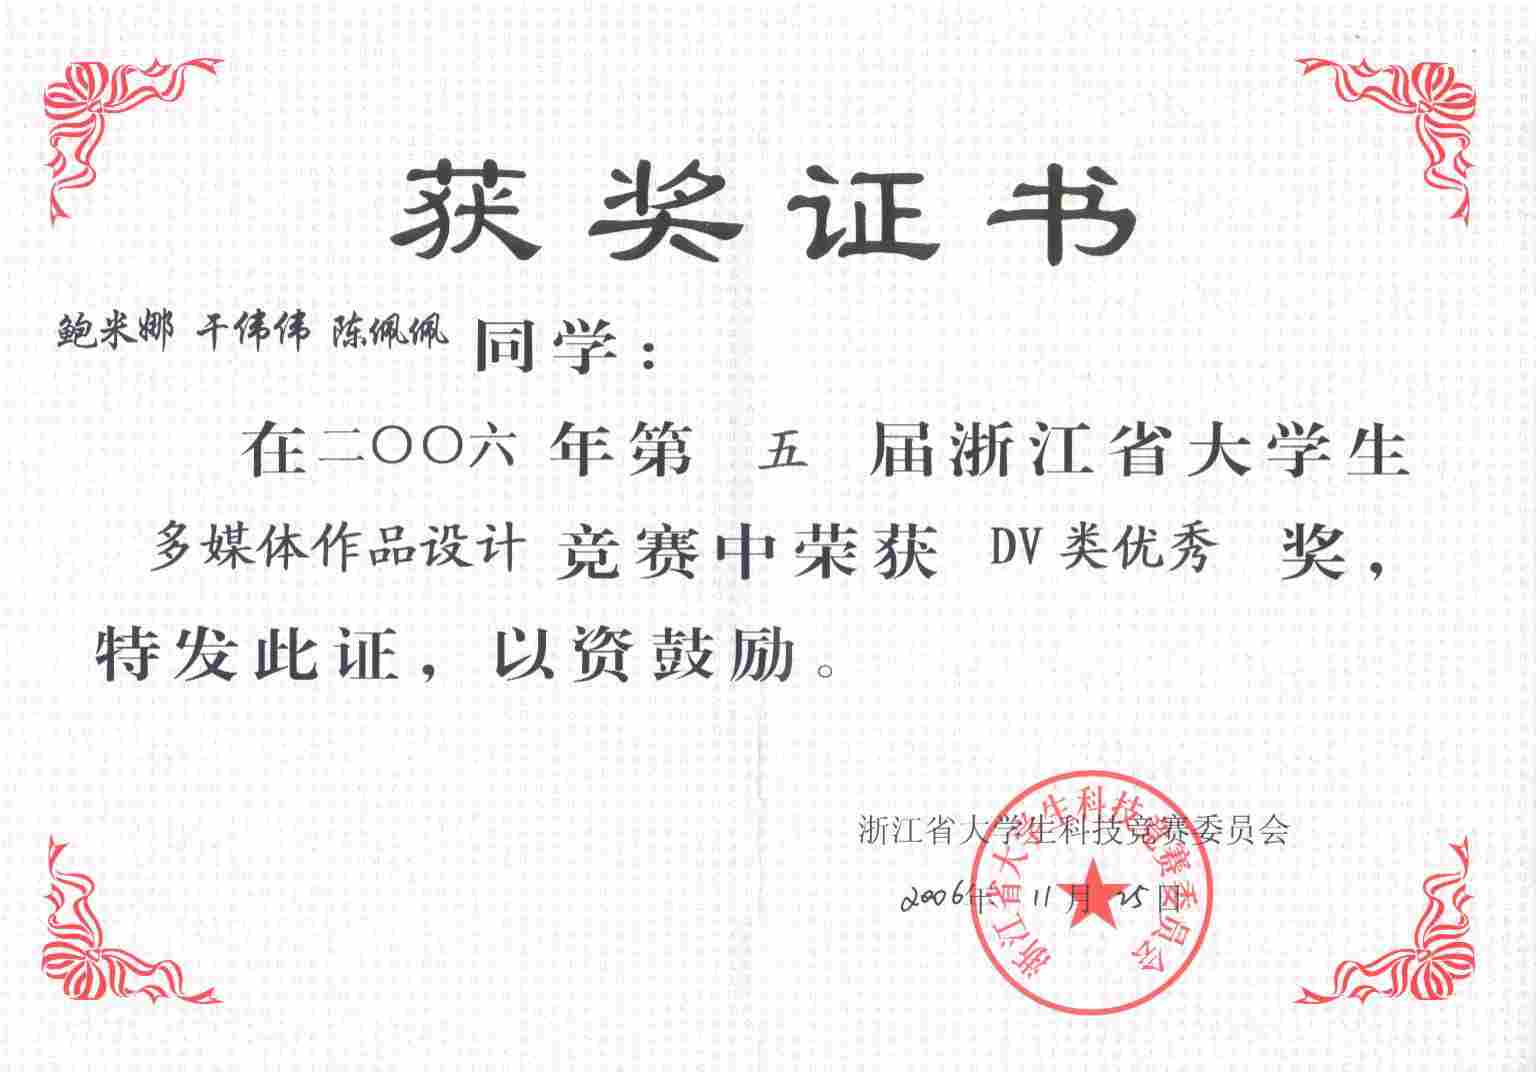 获奖证书
鲍米娜 干伟伟 陈佩佩 同学：
在二〇〇六年第 五 届浙江省大学生
多媒体作品设计 竞赛中荣获 DV类优秀 奖，
特发此证，以资鼓励。
浙江省大学生科技竞赛委员会
2006年 11月 25日
浙江省大学生科技竞赛委员会